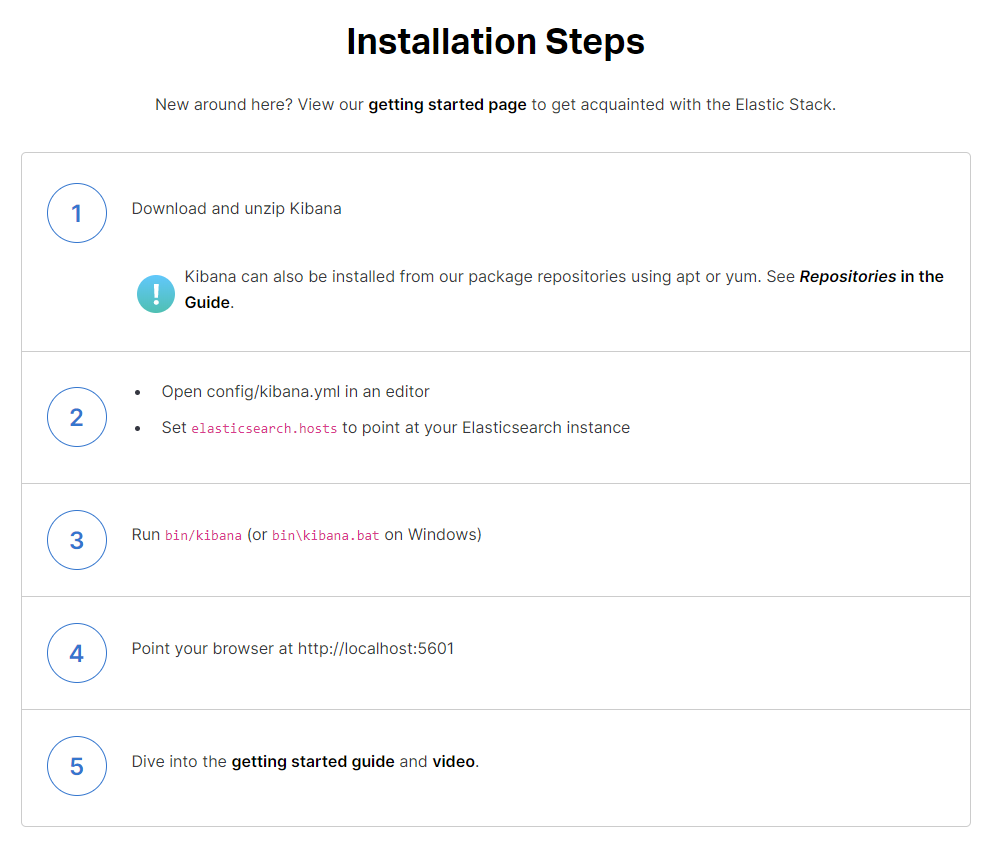 Installation Steps
New around here? View our getting started page to get acquainted with the Elastic Stack.
1
Download and unzip Kibana
!
Kibana can also be installed from our package repositories using apt or yum. See Repositories in the
Guide.
2
• Open config/kibana.yml in an editor
• Set elasticsearch.hosts to point at your Elasticsearch instance
3
Run bin/kibana (or bin\kibana.bat on Windows)
4
Point your browser at http://localhost:5601
5
Dive into the getting started guide and video.